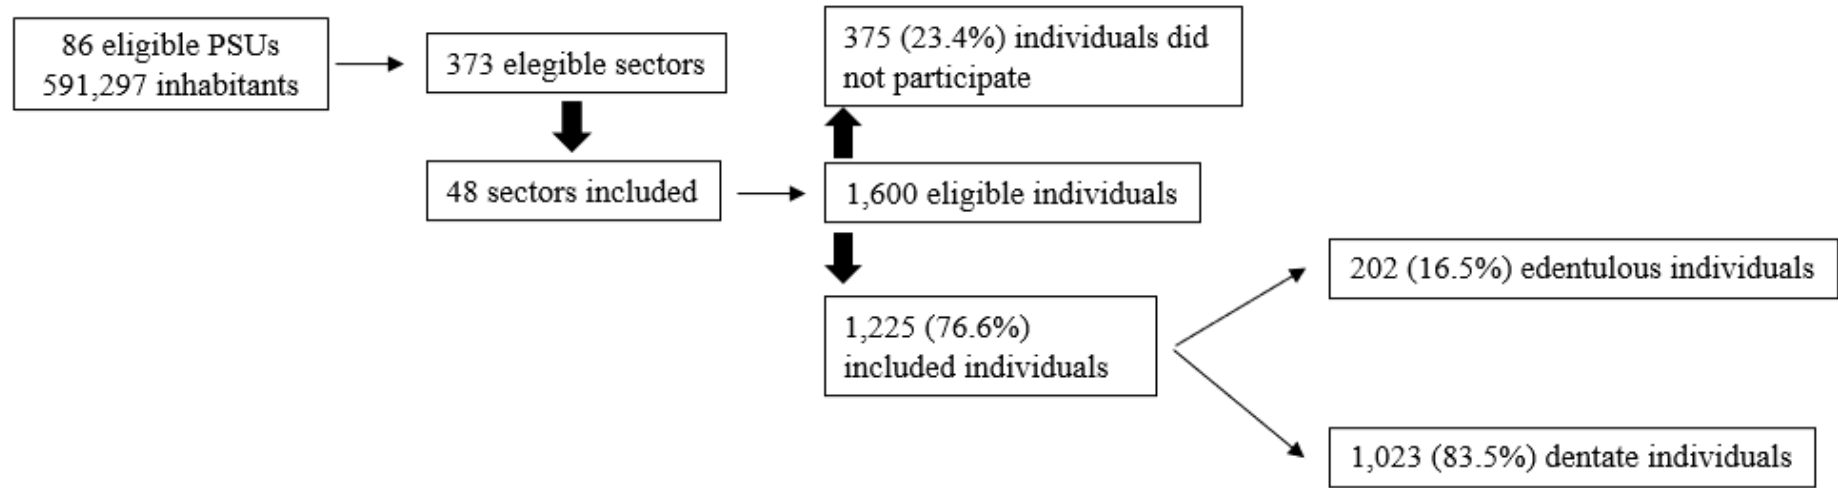 86 eligible PSUs
591,297 inhabitants
373 elegible sectors
48 sectors included
375 (23.4%) individuals did
not participate
1,600 eligible individuals
1,225 (76.6%)
included individuals
202 (16.5%) edentulous individuals
1,023 (83.5%) dentate individuals